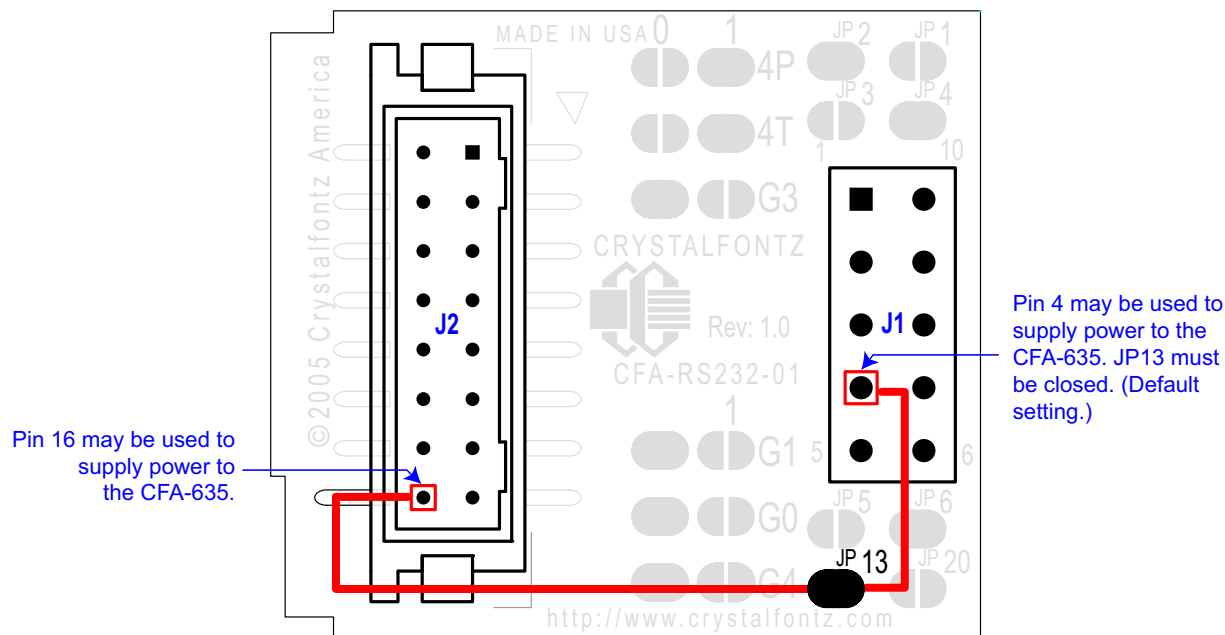 MADE IN USA
0 1
JP 2
JP 1
4P
JP 3
JP 4
4T
1
10
G3
©2005 Crystalfontz America
CRYSTALFONTZ
J2
Rev: 1.0
J1
CFA-RS232-01
Pin 4 may be used to
supply power to the
CFA-635. JP13 must
be closed. (Default
setting.)
1
G1
5
6
Pin 16 may be used to
supply power to
the CFA-635.
G0
JP 5
JP 6
G4
JP 13
JP 20
http://www.crystalfontz.com